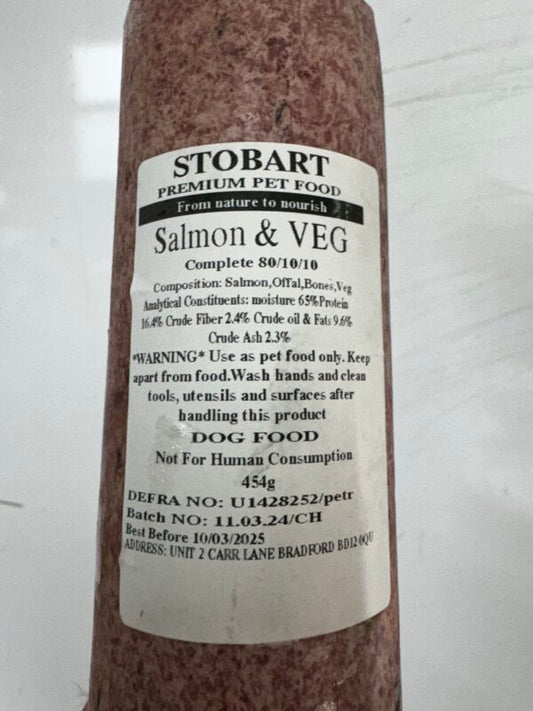 STOBART
PREMIUM PET FOOD
From nature to nourish
Salmon & VEG
Complete 80/10/10
Composition: Salmon,Offal,Bones,Veg
Analytical Constituents: moisture 65%Protein
16.4% Crude Fiber 2.4% Crude oil & Fats 9.6%
Crude Ash 2.3%
*WARNING* Use as pet food only. Keep
apart from food.Wash hands and clean
tools, utensils and surfaces after
handling this product
DOG FOOD
Not For Human Consumption
454g
DEFRA NO: U1428252/petr
Batch NO: 11.03.24/CH
Best Before 10/03/2025
ADDRESS: UNIT 2 CARR LANE BRADFORD BD12 0QU